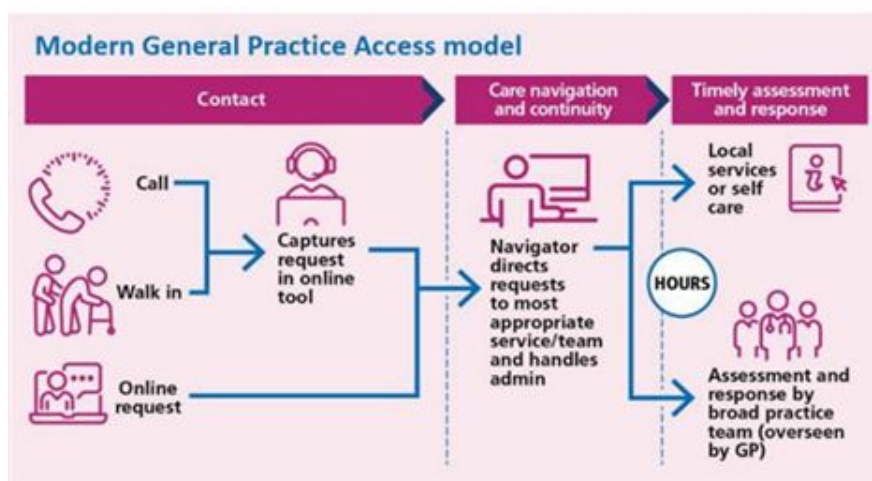 Modern General Practice Access model
Contact
Care navigation
and continuity
Timely assessment
and response
Call
Walk in
Online
request
Captures
request
in online
tool
Navigator
directs
requests
to most
appropriate
service/team
and handles
admin
Local
services
or self
care
HOURS
Assessment and
response by
broad practice
team (overseen
by GP)